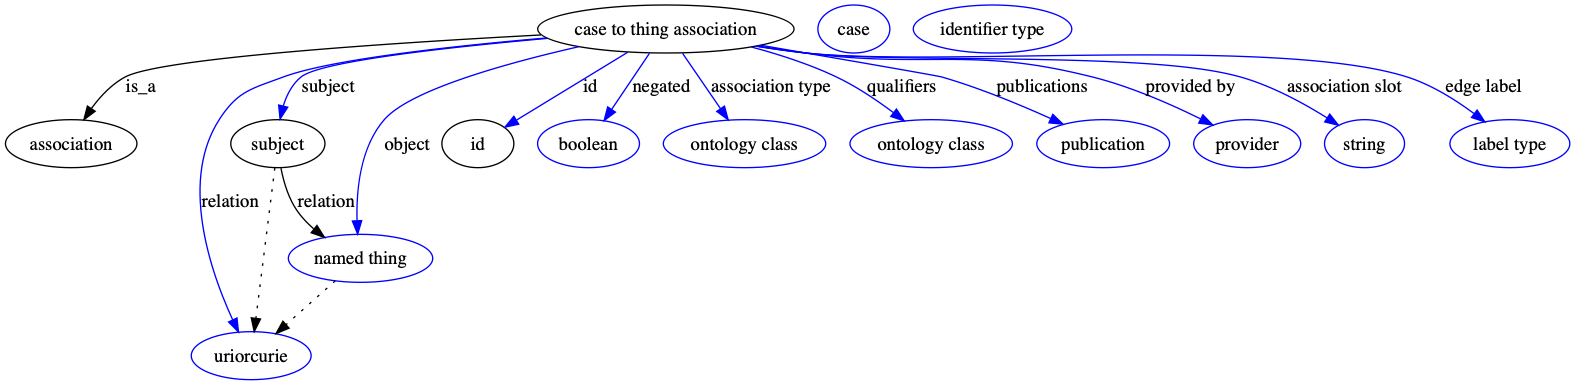 case to thing association
case
identifier type
is_a
subject
id
negated
association type
qualifiers
publications
provided by
association slot
edge label
association
subject
object
id
boolean
ontology class
ontology class
publication
provider
string
label type
relation
relation
named thing
uriorcurie